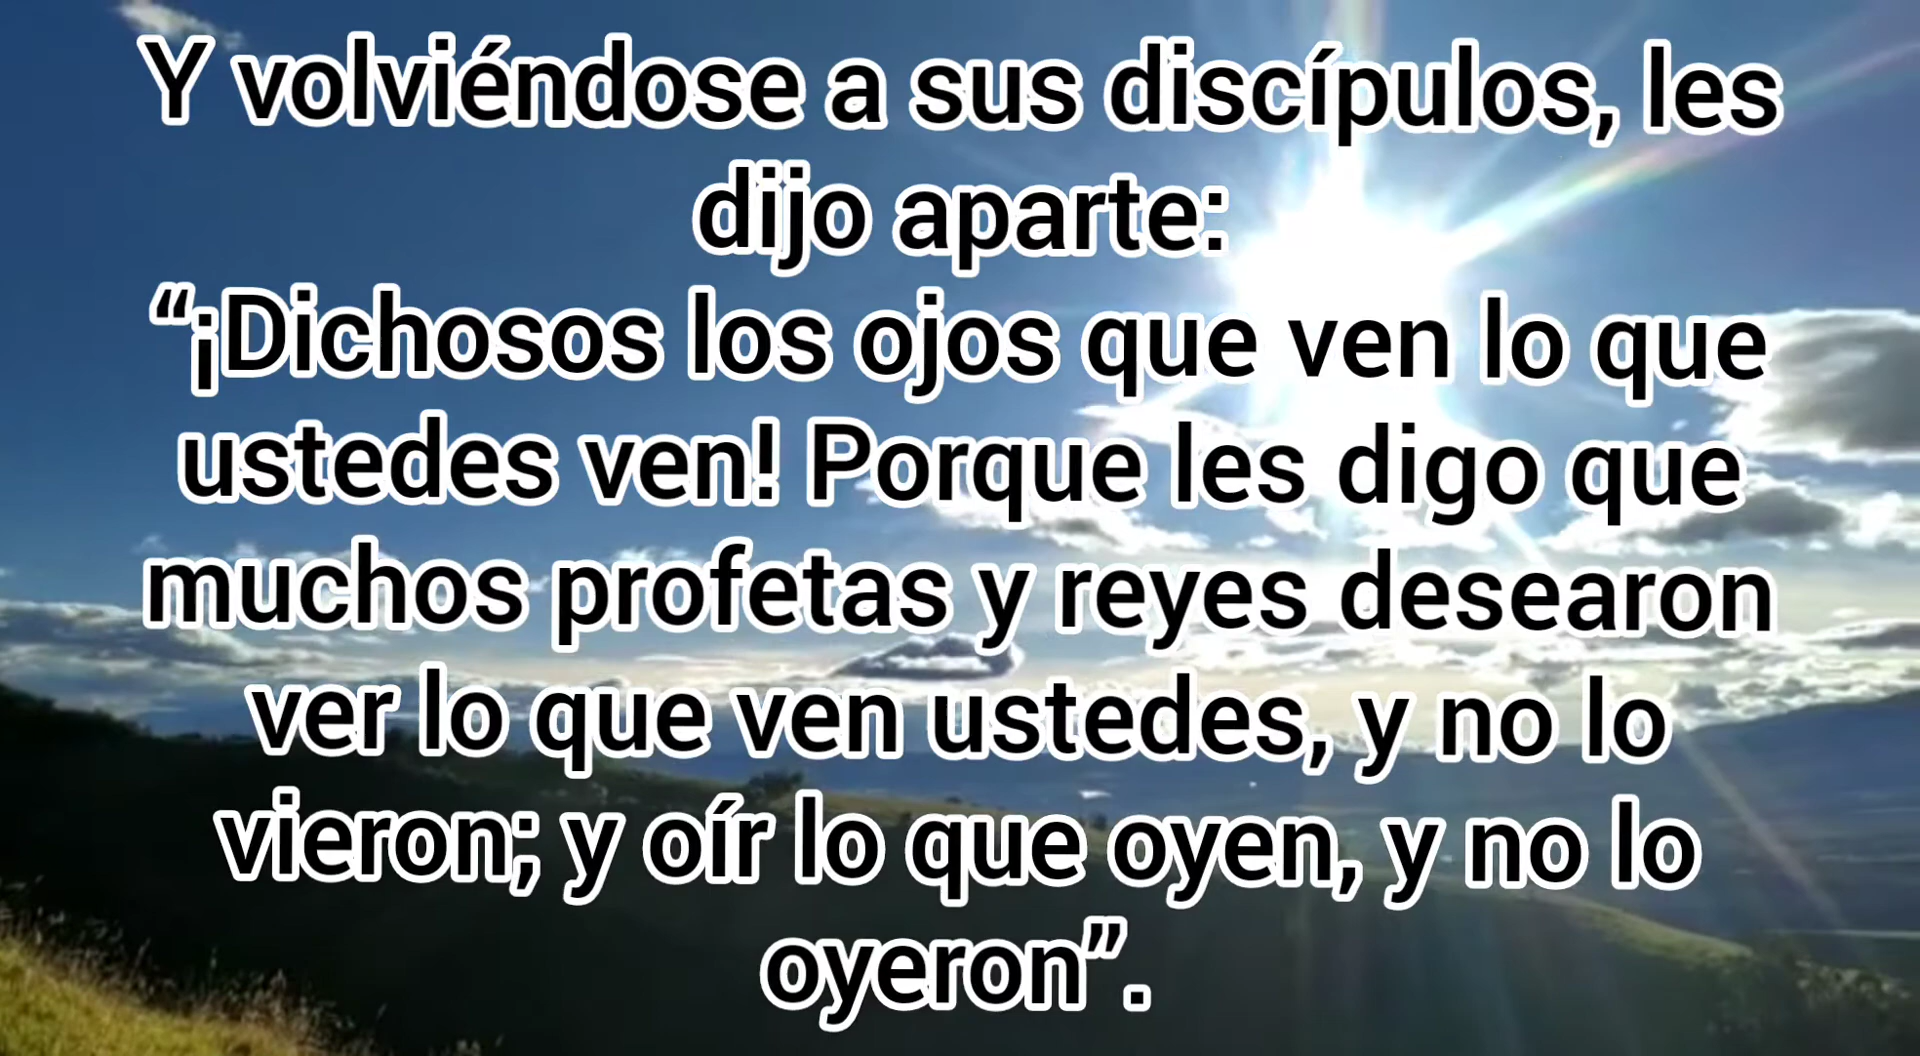 Y volviéndose a sus discípulos, les
dijo aparte:
“¡Dichosos los ojos que ven lo que
ustedes ven! Porque les digo que
muchos profetas y reyes desearon
ver lo que ven ustedes, y no lo
vieron; y oír lo que oyen, y no lo
oyeron”.